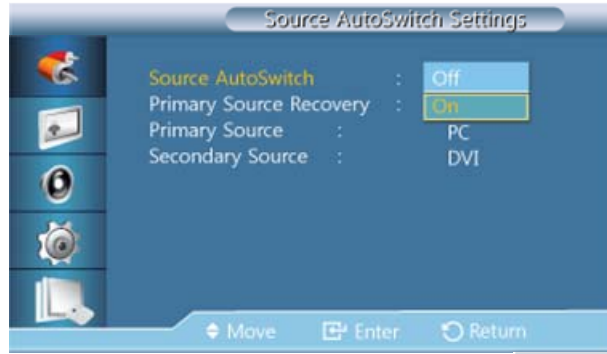 Source AutoSwitch Settings
Source AutoSwitch : Off
Primary Source Recovery : On
Primary Source : PC
Secondary Source : DVI
Move Enter Return